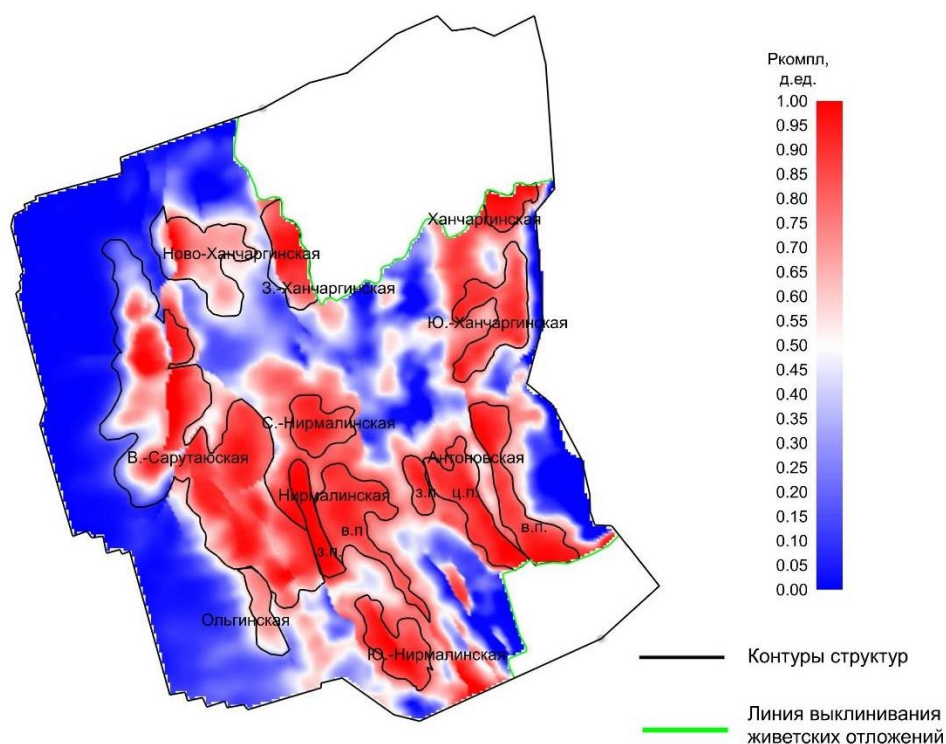 Ркомпл,
д.ед.
1.00
0.95
0.90
0.85
0.80
0.75
0.70
0.65
0.60
0.55
0.50
0.45
0.40
0.35
0.30
0.25
0.20
0.15
0.10
0.05
0.00
Ханчаргинская
Ново-Ханчаргинская
З.-Ханчаргинская
Ю.-Ханчаргинская
С.-Нирмалинская
В.-Сарутаюская
Антоповская
Нирмалинская
з.п.
ц.п.
в.п.
в.п.
з.п.
Ольгинская
Ю.-Нирмалинская
Контуры структур
Линия выклинивания
живетских отложений